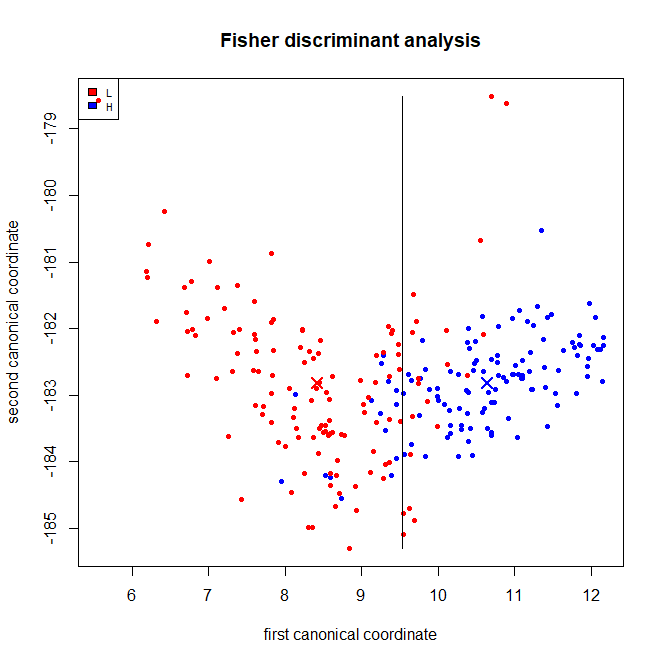 Fisher discriminant analysis
L
H
-179
-180
-181
-182
-183
-184
-185
second canonical coordinate
6 7 8 9 10 11 12
first canonical coordinate